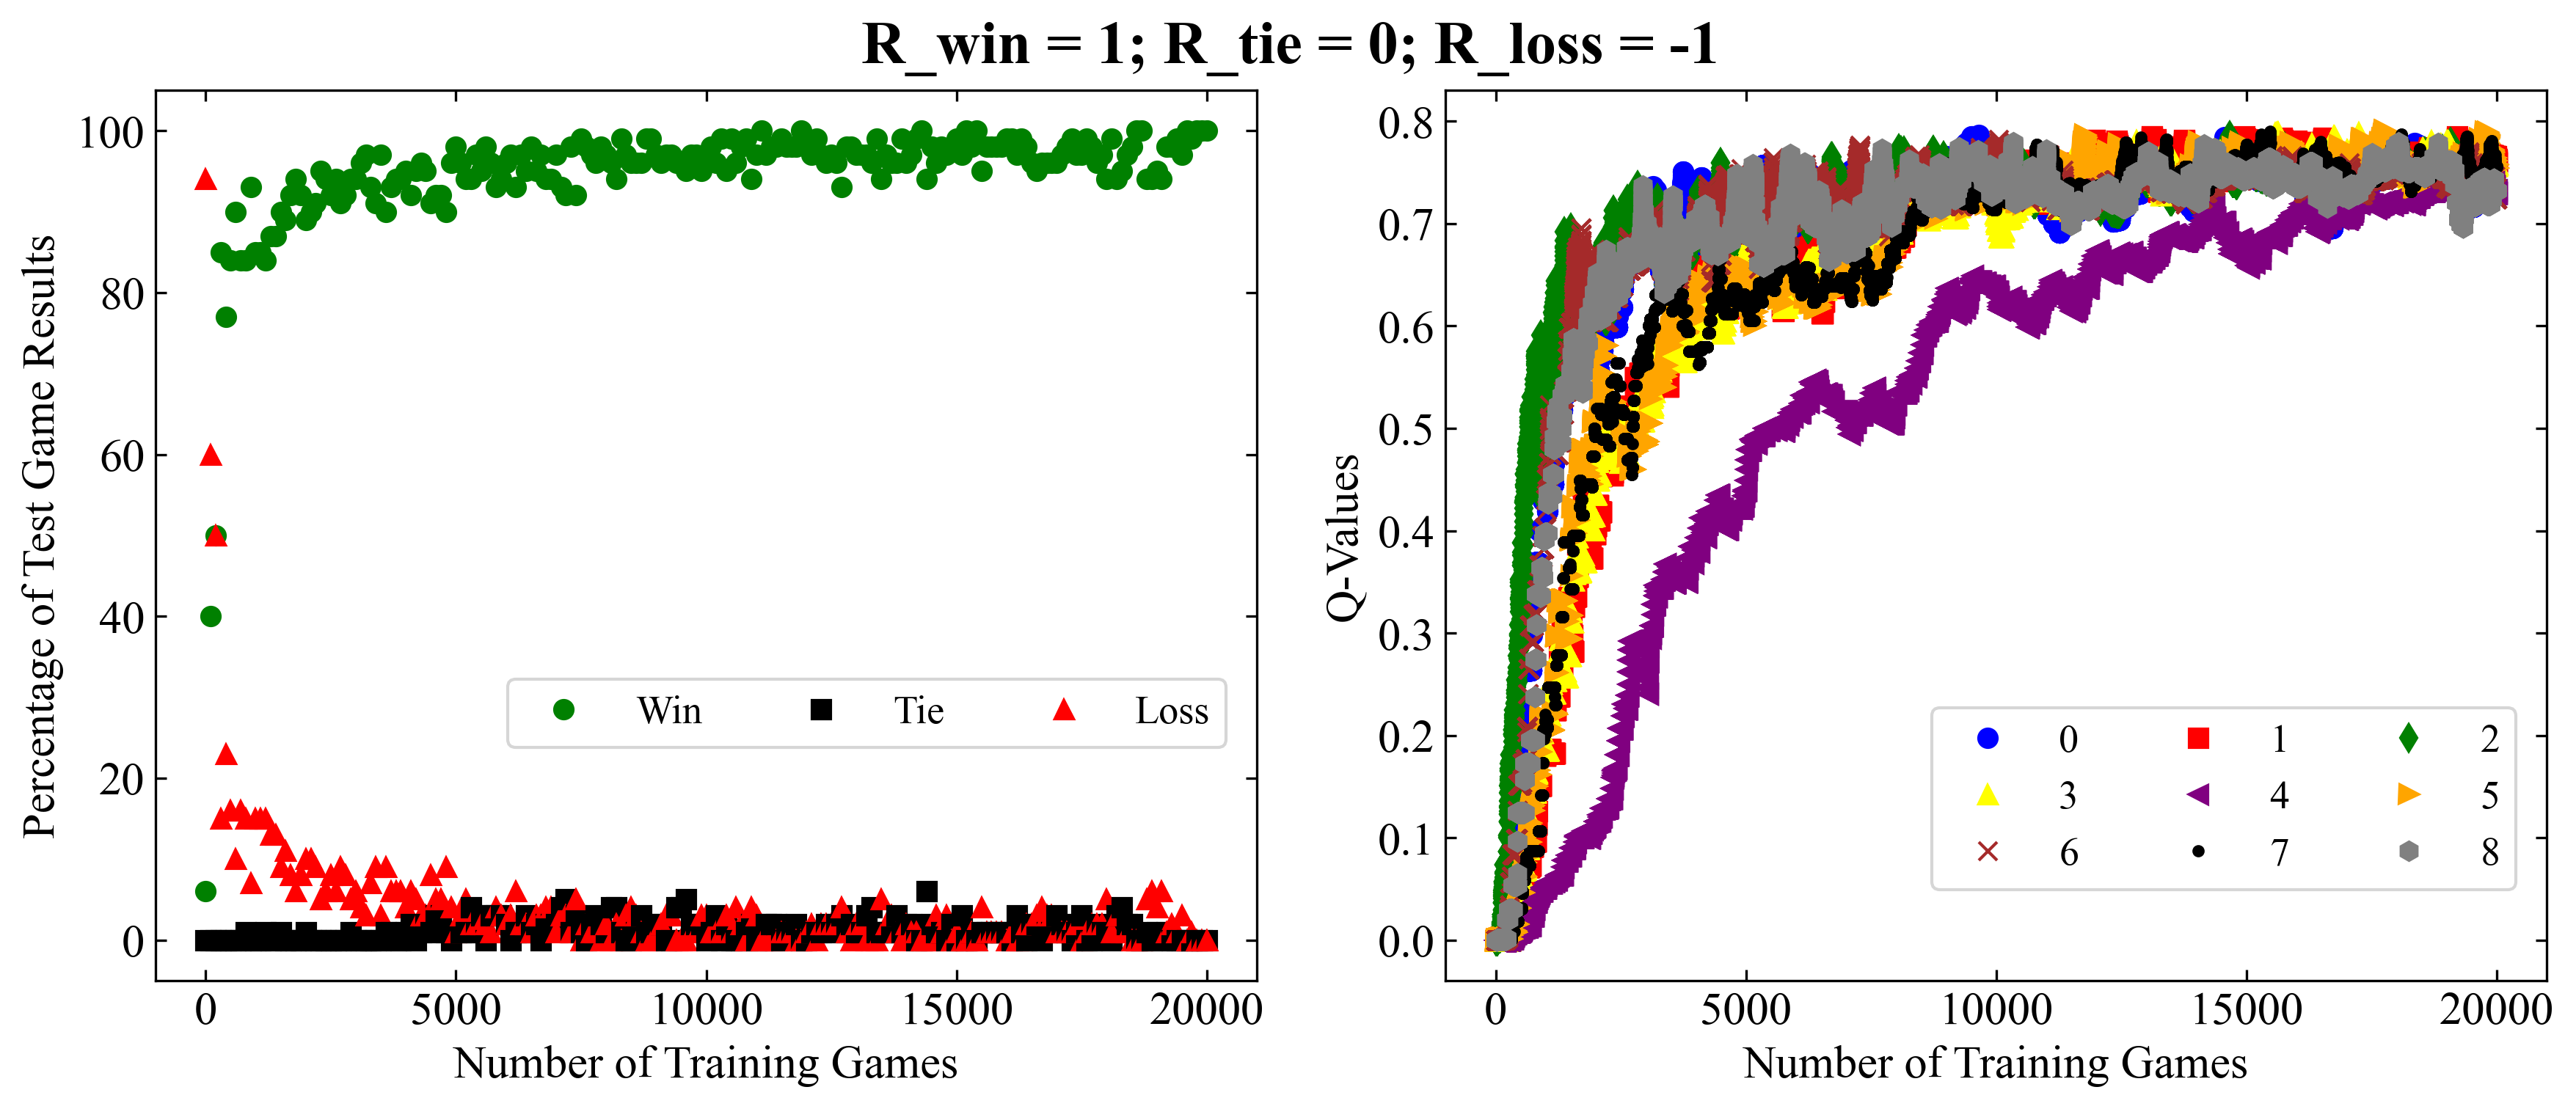 R_win = 1; R_tie = 0; R_loss = -1
Percentage of Test Game Results
100
80
60
40
20
0
Win Tie Loss
0 5000 10000 15000 20000
Number of Training Games
Q-Values
0.8
0.7
0.6
0.5
0.4
0.3
0.2
0.1
0.0
0 1 2
3 4 5
6 7 8
0 5000 10000 15000 20000
Number of Training Games